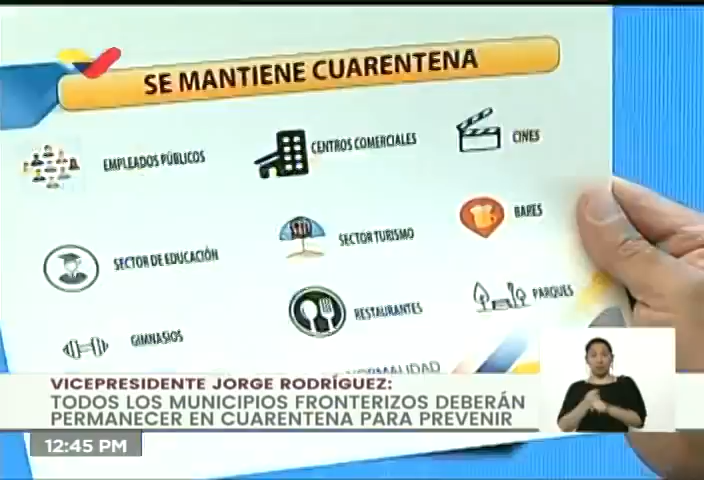 SE MANTIENE CUARENTENA
EMPLEADOS PÚBLICOS
CENTROS COMERCIALES
CINES
SECTOR DE EDUCACIÓN
SECTOR TURISMO
BARES
GIMNASIOS
RESTAURANTES
PARQUES
NORMALIDAD
VICEPRESIDENTE JORGE RODRÍGUEZ:
TODOS LOS MUNICIPIOS FRONTERIZOS DEBERÁN
PERMANECER EN CUARENTENA PARA PREVENIR
12:45 PM